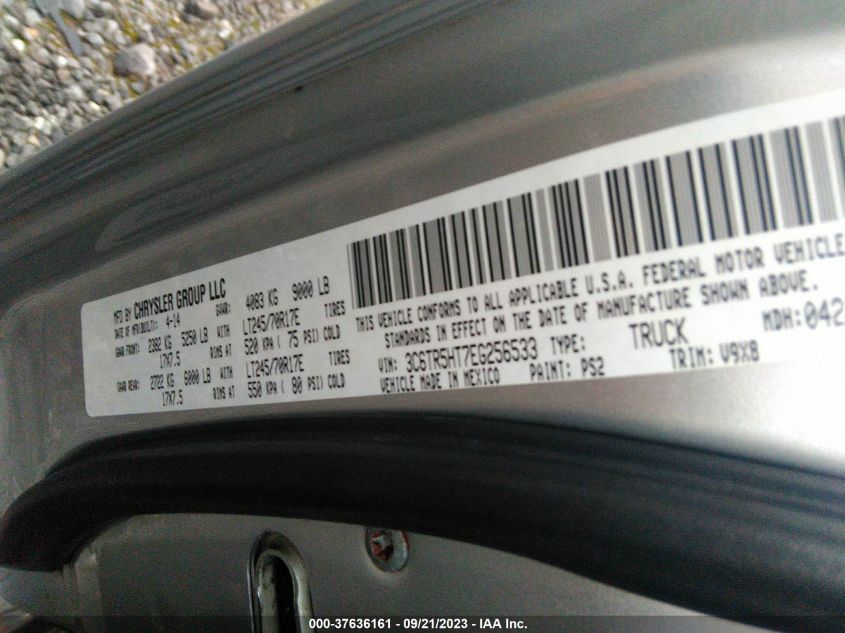 MFD BY CHRYSLER GROUP LLC
DATE OF MFR(BUILT): 4-14 GVWR: 4063 KG 9000 LB
GAWR FRONT: 2382 KG 5250 LB WITH LT245/70R17E TIRES
17X7.5 RIMS AT 520 KPA ( 75 PSI) COLD
GAWR REAR: 2722 KG 6000 LB WITH LT245/70R17E TIRES
17X7.5 RIMS AT 550 KPA ( 80 PSI) COLD
THIS VEHICLE CONFORMS TO ALL APPLICABLE U.S.A. FEDERAL MOTOR VEHICLE
STANDARDS IN EFFECT ON THE DATE OF MANUFACTURE SHOWN ABOVE.
VIN: 3C6TR5HT7EG256533 TYPE: TRUCK MDH: 042
VEHICLE MADE IN MEXICO PAINT: PS2 TRIM: V9X8
000-37636161 - 09/21/2023 - IAA Inc.